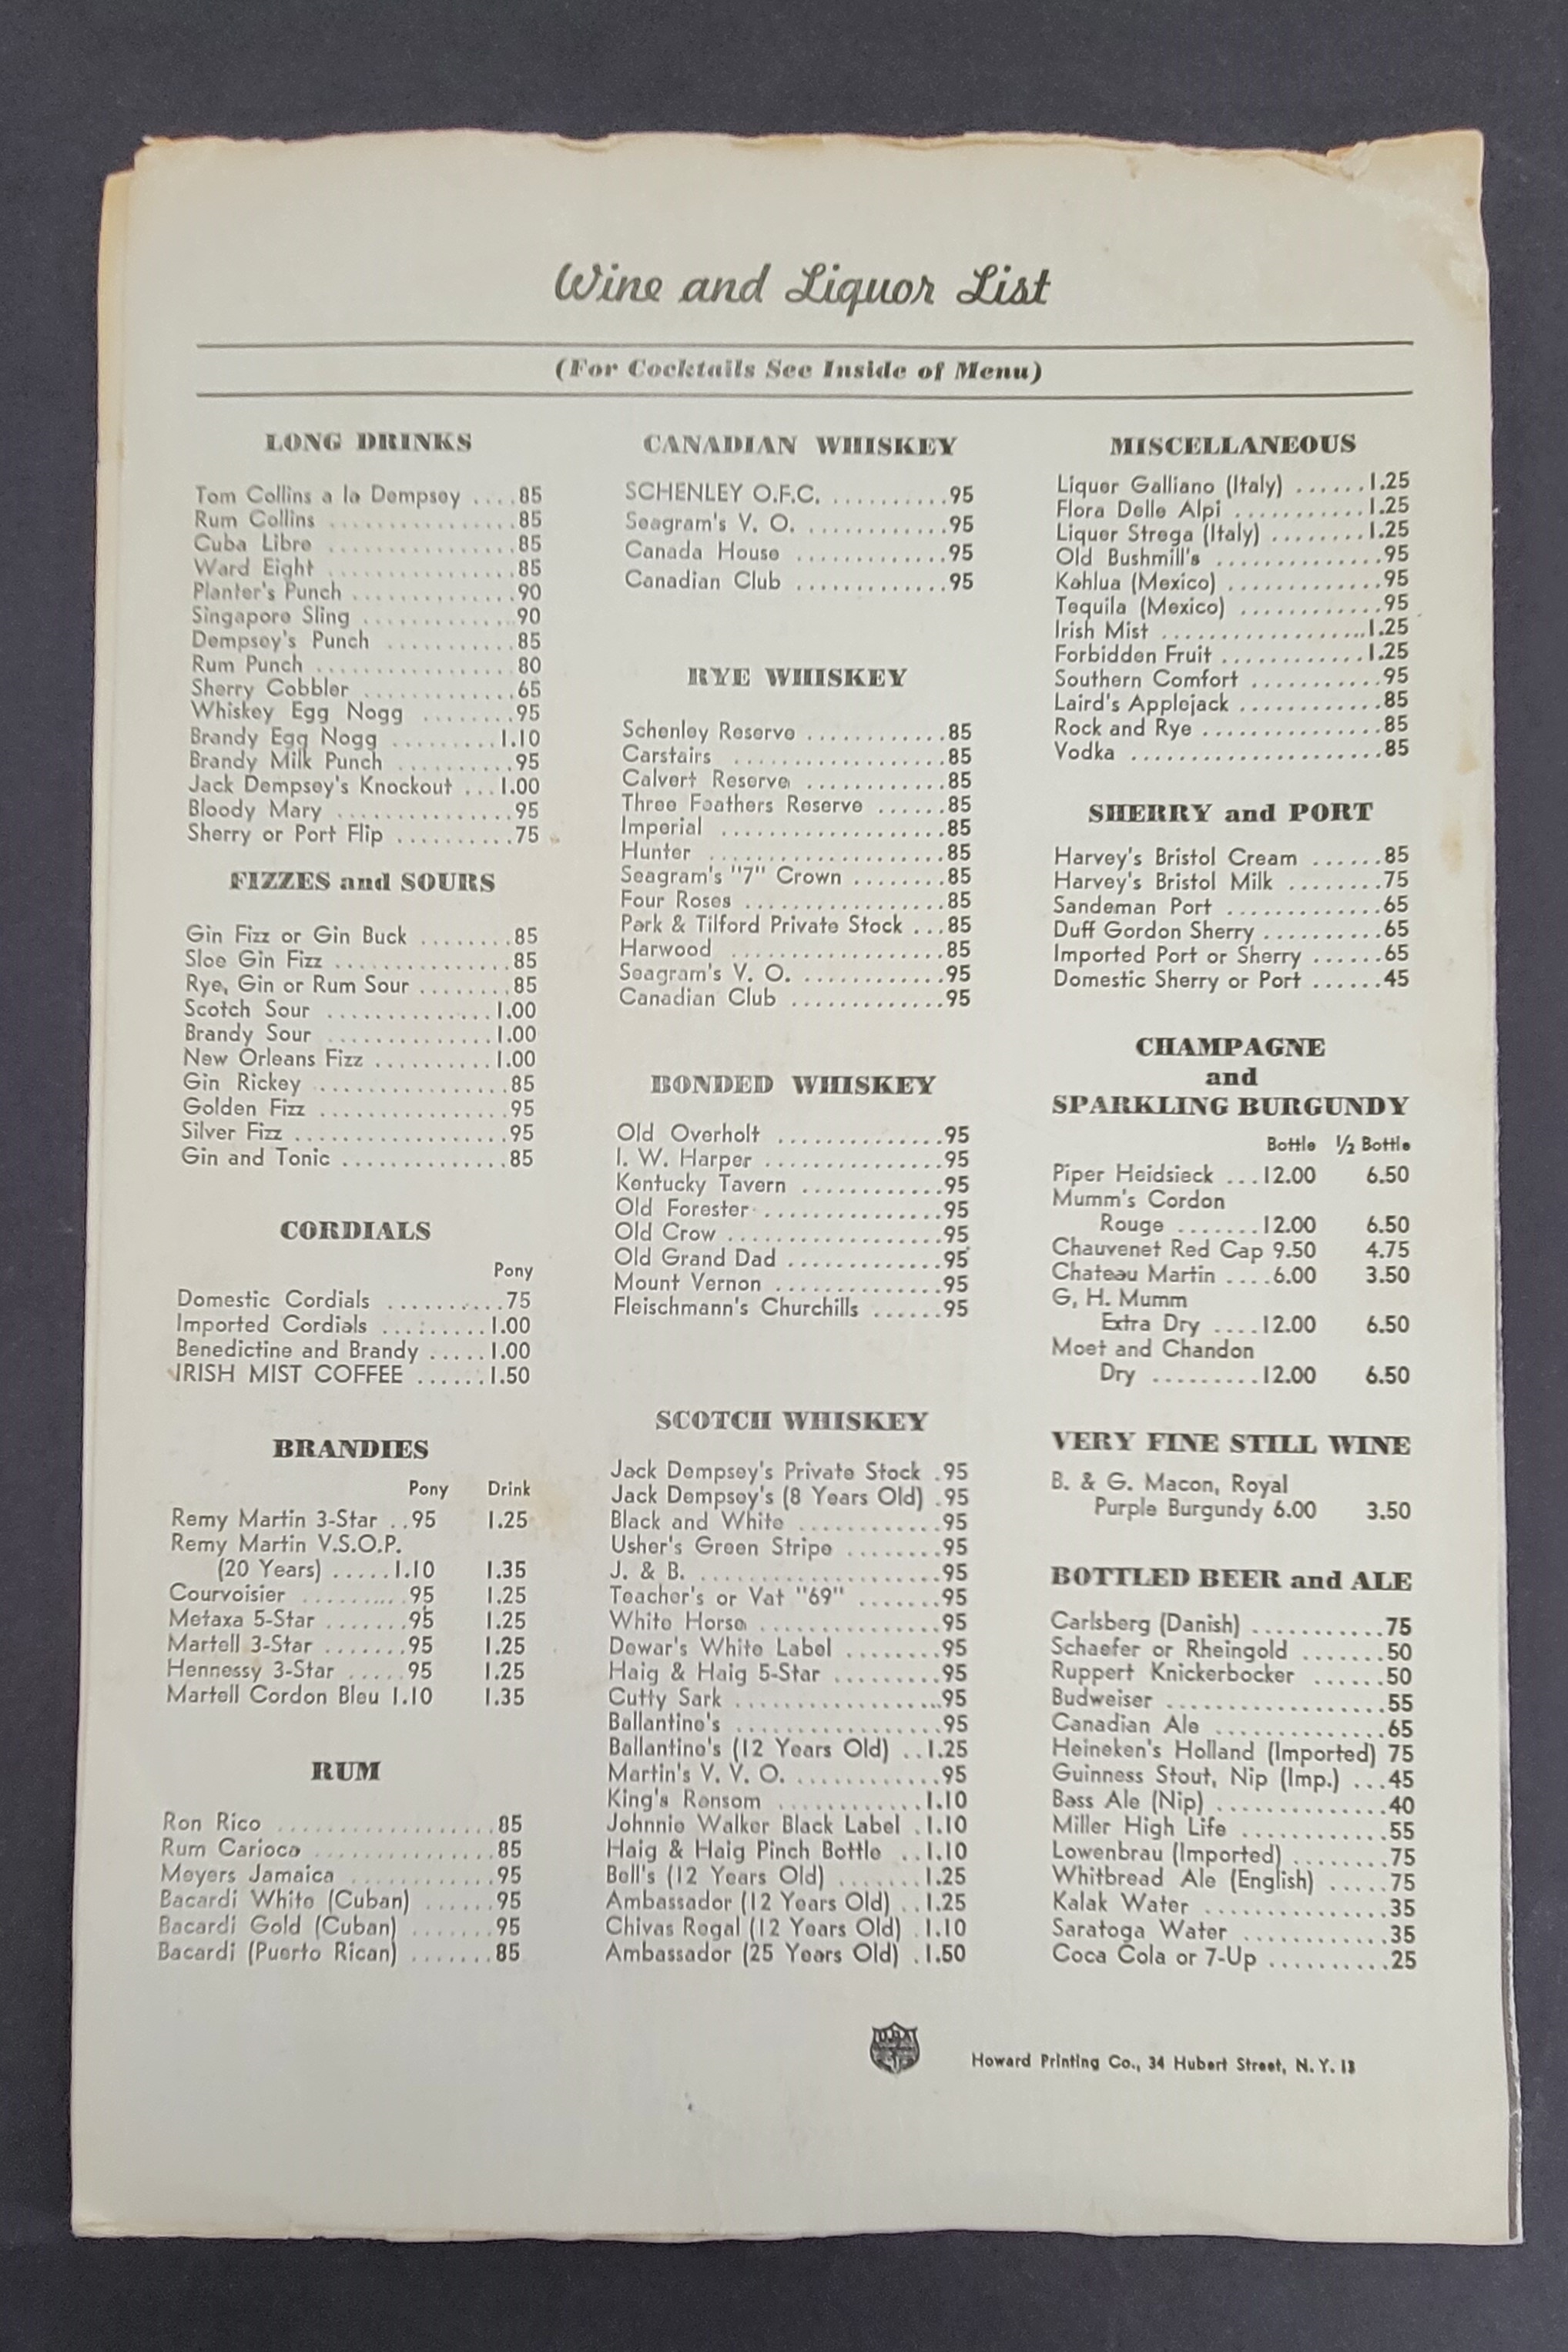 Wine and Liquor List
(For Cocktails See Inside of Menu)
LONG DRINKS
Tom Collins a la Dempsey ....85
Rum Collins ................85
Cuba Libre ................85
Ward Eight ................85
Planter's Punch ..............90
Singapore Sling .............90
Dempsey's Punch ...........85
Rum Punch .................80
Sherry Cobbler .............65
Whiskey Egg Nogg ........95
Brandy Egg Nogg .........1.10
Brandy Milk Punch ..........95
Jack Dempsey's Knockout ...1.00
Bloody Mary ...............95
Sherry or Port Flip ..........75
FIZZES and SOURS
Gin Fizz or Gin Buck ........85
Sloe Gin Fizz ...............85
Rye, Gin or Rum Sour ........85
Scotch Sour ..............1.00
Brandy Sour ..............1.00
New Orleans Fizz ..........1.00
Gin Rickey ................85
Golden Fizz ................95
Silver Fizz ..................95
Gin and Tonic ..............85
CORDIALS
Pony
Domestic Cordials ..........75
Imported Cordials .........1.00
Benedictine and Brandy .....1.00
IRISH MIST COFFEE ......1.50
BRANDIES
Pony Drink
Remy Martin 3-Star ..95 1.25
Remy Martin V.S.O.P.
(20 Years) .....1.10 1.35
Courvoisier ..........95 1.25
Metaxa 5-Star .......95 1.25
Martell 3-Star .......95 1.25
Hennessy 3-Star .....95 1.25
Martell Cordon Bleu 1.10 1.35
RUM
Ron Rico ...................85
Rum Carioca ...............85
Meyers Jamaica ............95
Bacardi White (Cuban) ......95
Bacardi Gold (Cuban) .......95
Bacardi (Puerto Rican) .......85
CANADIAN WHISKEY
SCHENLEY O.F.C. ..........95
Seagram's V. O. ............95
Canada House ............95
Canadian Club ............95
RYE WHISKEY
Schenley Reserve ............85
Carstairs ..................85
Calvert Reserve ............85
Three Feathers Reserve ......85
Imperial ...................85
Hunter ....................85
Seagram's "7" Crown ........85
Four Roses .................85
Park & Tilford Private Stock ...85
Harwood ..................85
Seagram's V. O. ............95
Canadian Club .............95
BONDED WHISKEY
Old Overholt ..............95
I. W. Harper ...............95
Kentucky Tavern ............95
Old Forester ...............95
Old Crow ..................95
Old Grand Dad .............95
Mount Vernon ..............95
Fleischmann's Churchills ......95
SCOTCH WHISKEY
Jack Dempsey's Private Stock .95
Jack Dempsey's (8 Years Old) .95
Black and White ............95
Usher's Green Stripe ........95
J. & B. .....................95
Teacher's or Vat "69" .......95
White Horse ...............95
Dewar's White Label ........95
Haig & Haig 5-Star .........95
Cutty Sark ..................95
Ballantine's .................95
Ballantine's (12 Years Old) ..1.25
Martin's V. V. O. ............95
King's Ransom ............1.10
Johnnie Walker Black Label .1.10
Haig & Haig Pinch Bottle ..1.10
Bell's (12 Years Old) .......1.25
Ambassador (12 Years Old) ..1.25
Chivas Regal (12 Years Old) .1.10
Ambassador (25 Years Old) .1.50
MISCELLANEOUS
Liquer Galliano (Italy) ......1.25
Flora Delle Alpi ...........1.25
Liquer Strega (Italy) ........1.25
Old Bushmill's ..............95
Kahlua (Mexico) .............95
Tequila (Mexico) ............95
Irish Mist ...................1.25
Forbidden Fruit ............1.25
Southern Comfort ...........95
Laird's Applejack ............85
Rock and Rye ...............85
Vodka .....................85
SHERRY and PORT
Harvey's Bristol Cream ......85
Harvey's Bristol Milk ........75
Sandeman Port .............65
Duff Gordon Sherry ..........65
Imported Port or Sherry ......65
Domestic Sherry or Port ......45
CHAMPAGNE
and
SPARKLING BURGUNDY
Bottle 1/2 Bottle
Piper Heidsieck ...12.00 6.50
Mumm's Cordon
Rouge .......12.00 6.50
Chauvenet Red Cap 9.50 4.75
Chateau Martin ....6.00 3.50
G. H. Mumm
Extra Dry ....12.00 6.50
Moet and Chandon
Dry .........12.00 6.50
VERY FINE STILL WINE
B. & G. Macon, Royal
Purple Burgundy 6.00 3.50
BOTTLED BEER and ALE
Carlsberg (Danish) ...........75
Schaefer or Rheingold .......50
Ruppert Knickerbocker ......50
Budweiser ...................55
Canadian Ale ...............65
Heineken's Holland (Imported) 75
Guinness Stout, Nip (Imp.) ...45
Bass Ale (Nip) ...............40
Miller High Life .............55
Lowenbrau (Imported) ........75
Whitbread Ale (English) .....75
Kalak Water ................35
Saratoga Water .............35
Coca Cola or 7-Up ..........25
Howard Printing Co., 34 Hubert Street, N. Y. 13